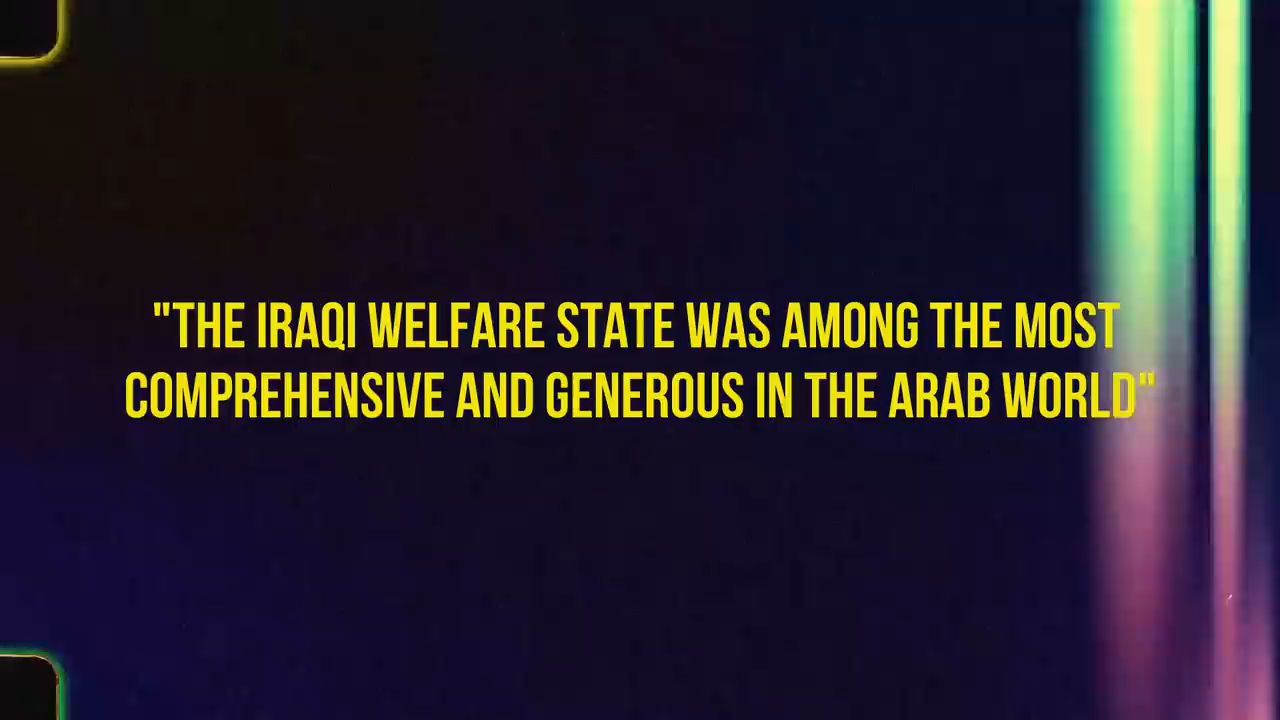 "THE IRAQI WELFARE STATE WAS AMONG THE MOST
COMPREHENSIVE AND GENEROUS IN THE ARAB WORLD"